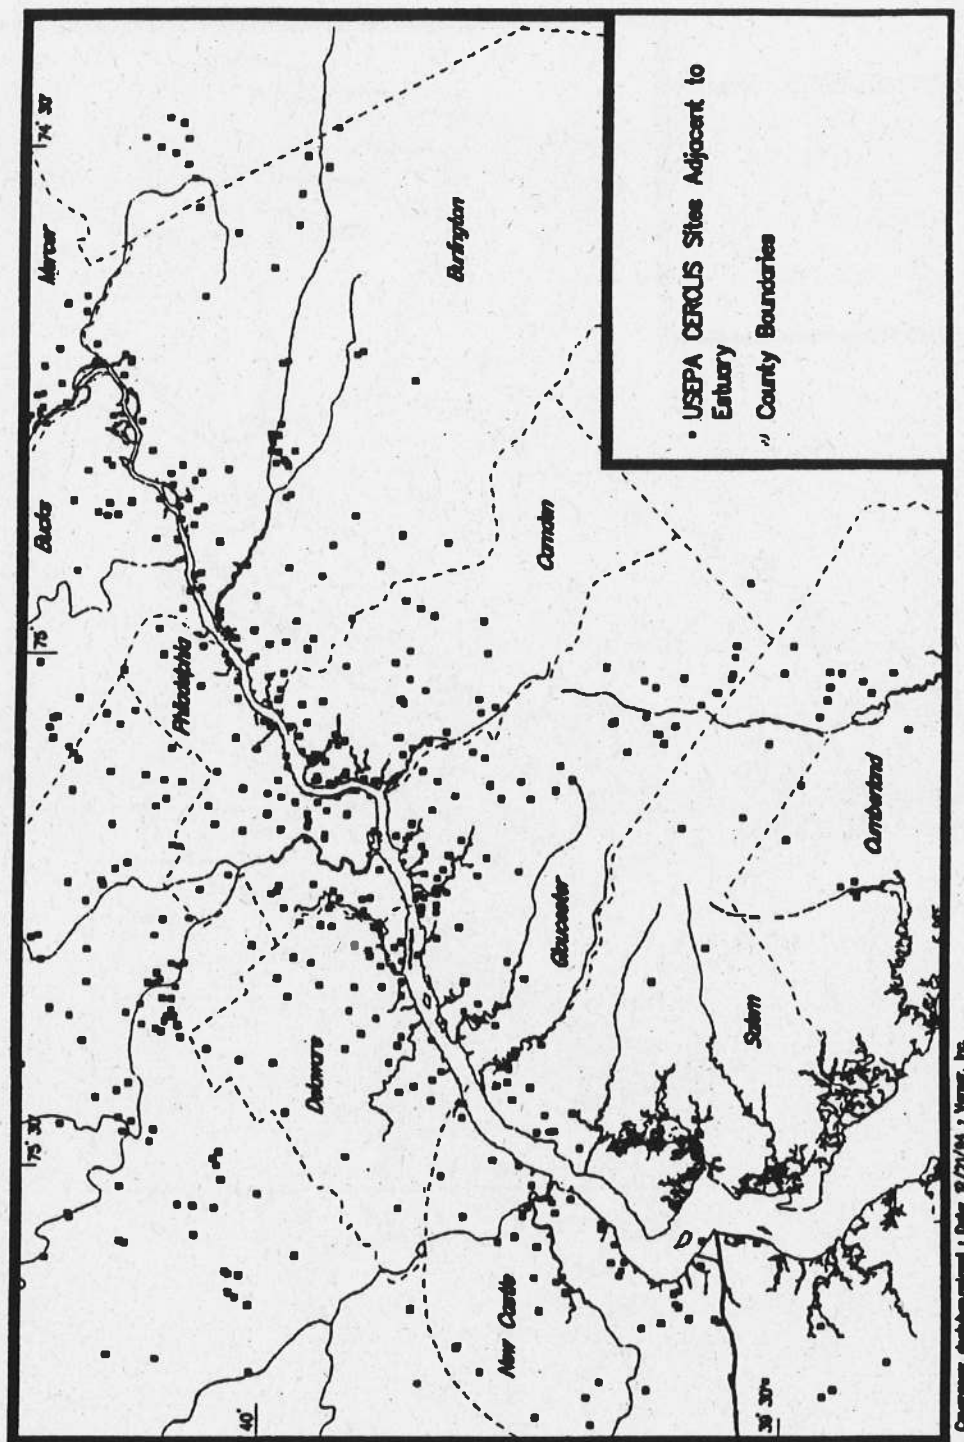 74° 30'
Mercer
Burlington
Bucks
75°
Philadelphia
Camden
Gloucester
Cumberland
Salem
Delaware
75° 30'
New Castle
40°
39° 30'
USEPA CERCLIS Sites Adjacent to
Estuary
County Boundaries